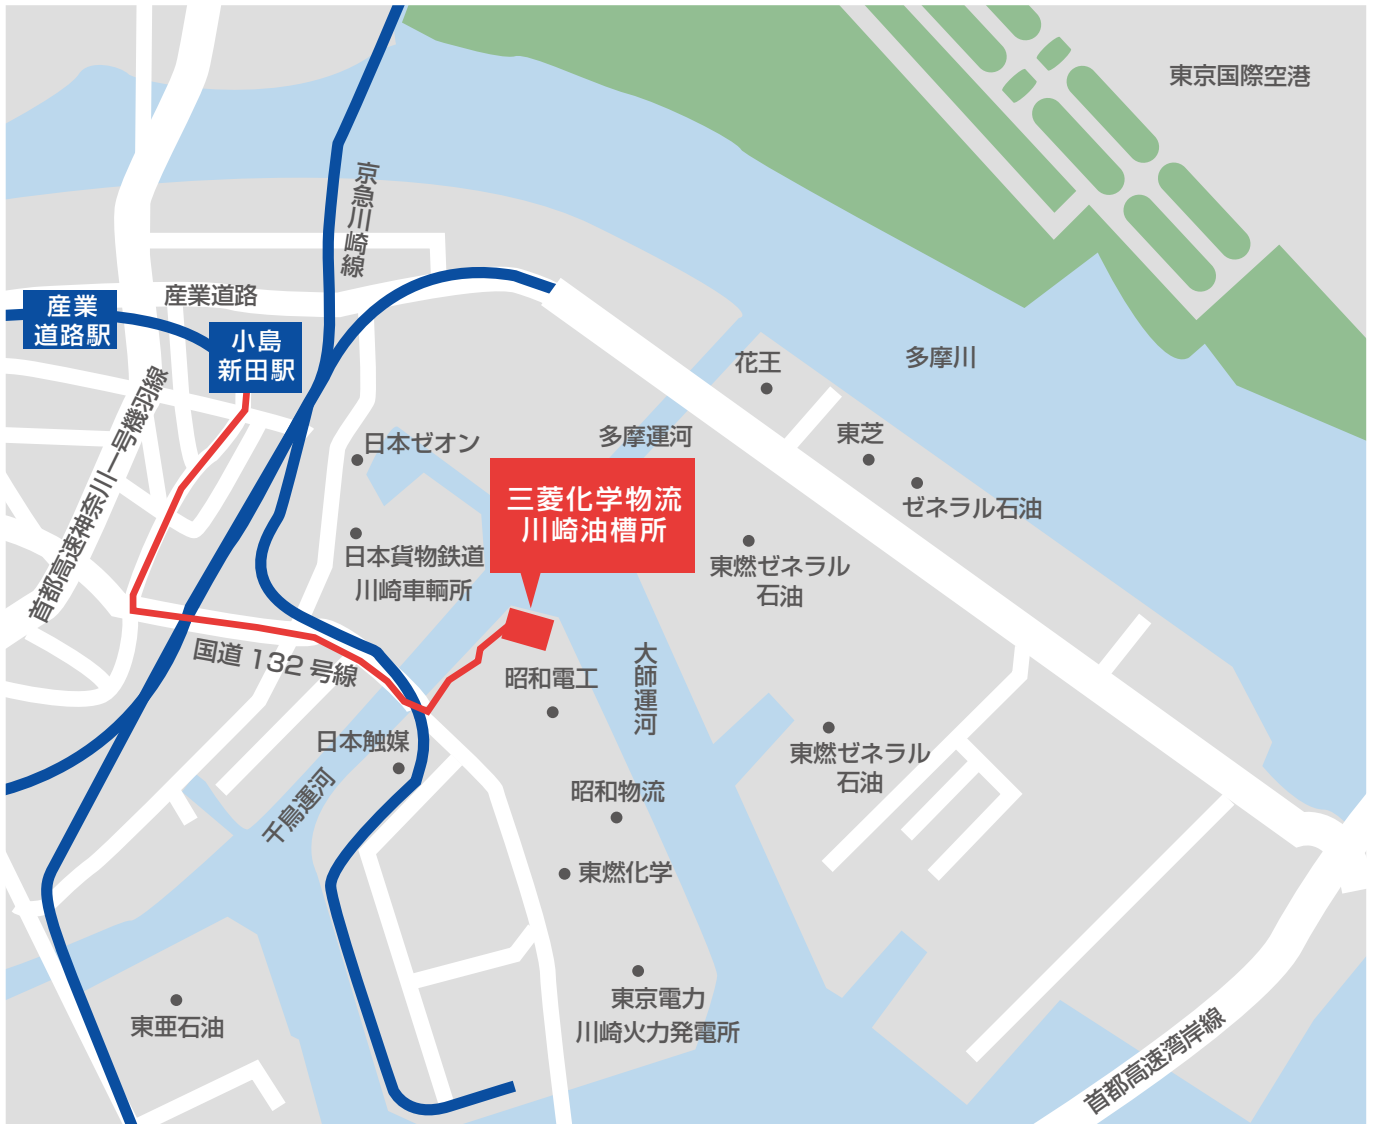 東京国際空港
京急川崎線
産業道路
産業
道路駅
小島
新田駅
首都高速神奈川一号機羽線
花王
多摩川
多摩運河
東芝
日本ゼオン
ゼネラル石油
三菱化学物流
川崎油槽所
日本貨物鉄道
川崎車輌所
東燃ゼネラル
石油
国道132号線
昭和電工
大師運河
日本触媒
東燃ゼネラル
石油
千鳥運河
昭和物流
東燃化学
東京電力
川崎火力発電所
東亜石油
首都高速湾岸線